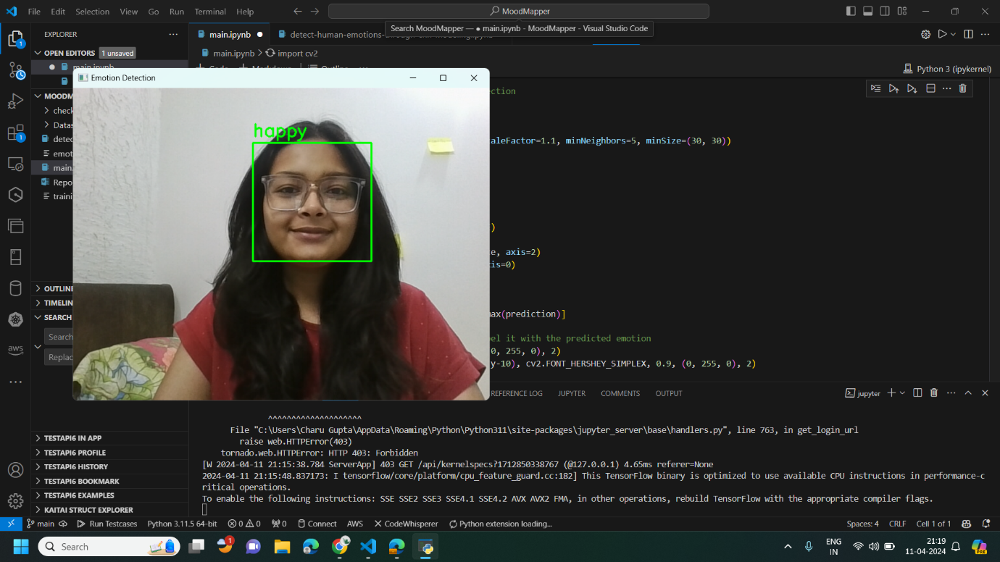 File Edit Selection View Go Run Terminal Help
MoodMapper
EXPLORER
main.ipynb
Search MoodMapper — ● main.ipynb - MoodMapper - Visual Studio Code
OPEN EDITORS 1 unsaved
main.ipynb > import cv2
Python 3 (ipykernel)
Emotion Detection
happy
MOODM
check
Datas
detec
emot
main.
Repo
traini
ction
aleFactor=1.1, minNeighbors=5, minSize=(30, 30))
e, axis=2)
xis=0)
max(prediction)]
el it with the predicted emotion
0, 255, 0), 2)
y-10), cv2.FONT_HERSHEY_SIMPLEX, 0.9, (0, 255, 0), 2)
OUTLINE
TIMELIN
SEARCH
Search
Replac
aws
REFERENCE LOG JUPYTER COMMENTS OUTPUT
jupyter
^^^^^^^^^^^^^^^^^^^^
File "C:\Users\Charu Gupta\AppData\Roaming\Python\Python311\site-packages\jupyter_server\base\handlers.py", line 763, in get_login_url
raise web.HTTPError(403)
tornado.web.HTTPError: HTTP 403: Forbidden
[W 2024-04-11 21:15:38.784 ServerApp] 403 GET /api/kernelspecs?1712850338767 (@127.0.0.1) 4.65ms referer=None
2024-04-11 21:15:48.837173: I tensorflow/core/platform/cpu_feature_guard.cc:182] This TensorFlow binary is optimized to use available CPU instructions in performance-c
ritical operations.
To enable the following instructions: SSE SSE2 SSE3 SSE4.1 SSE4.2 AVX AVX2 FMA, in other operations, rebuild TensorFlow with the appropriate compiler flags.
TESTAPI6 IN APP
TESTAPI6 PROFILE
TESTAPI6 HISTORY
TESTAPI6 BOOKMARK
TESTAPI6 EXAMPLES
KAITAI STRUCT EXPLORER
main Run Testcases Python 3.11.5 64-bit 0 0 0 Connect AWS CodeWhisperer Python extension loading... Spaces: 4 CRLF Cell 1 of 1
Search
ENG
IN
21:19
11-04-2024